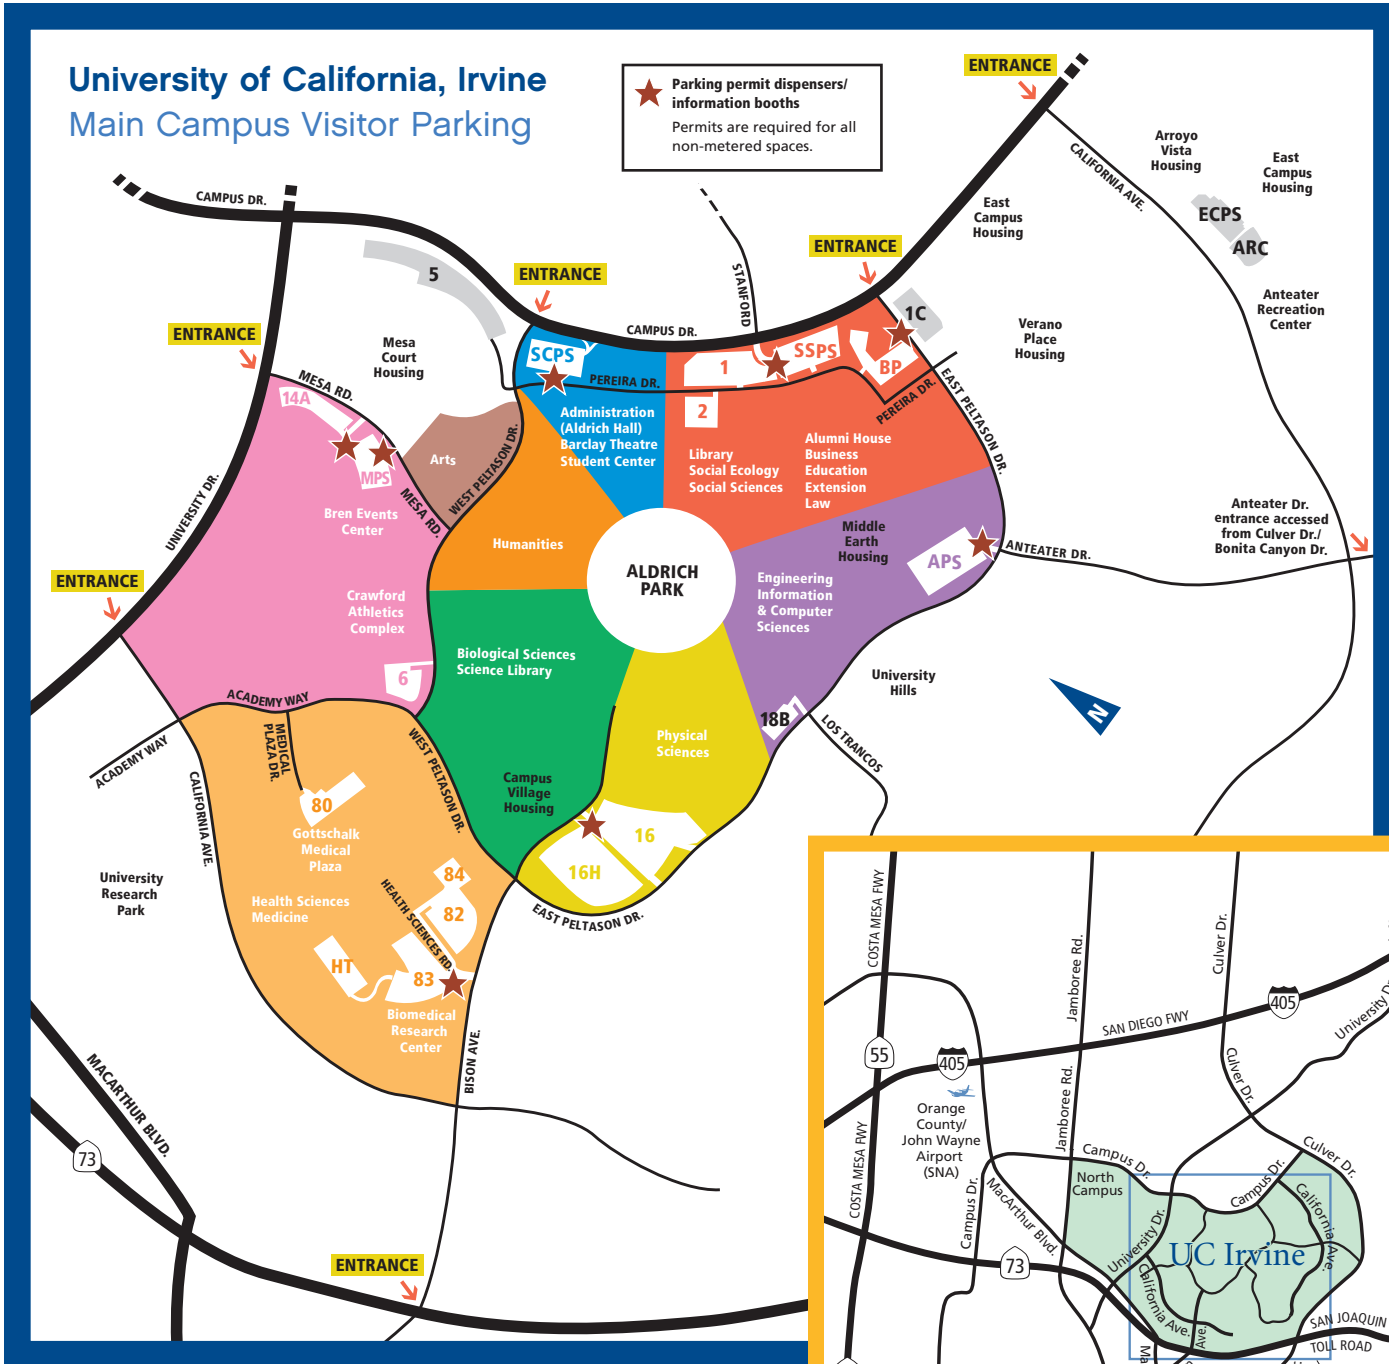 University of California, Irvine
Main Campus Visitor Parking
Parking permit dispensers/
information booths
Permits are required for all
non-metered spaces.
ENTRANCE
CALIFORNIA AVE.
Arroyo
Vista
Housing
East
Campus
Housing
ECPS
ARC
East
Campus
Housing
Anteater
Recreation
Center
CAMPUS DR.
5
ENTRANCE
ENTRANCE
STANFORD
CAMPUS DR.
1C
Verano
Place
Housing
ENTRANCE
Mesa
Court
Housing
SCPS
1
SSPS
BP
PEREIRA DR.
PEREIRA DR.
EAST PELTASON DR.
MESA RD.
14A
2
Administration
(Aldrich Hall)
Barclay Theatre
Student Center
Library
Social Ecology
Social Sciences
Alumni House
Business
Education
Extension
Law
Arts
WEST PELTASON DR.
MPS
MESA RD.
UNIVERSITY DR.
Bren Events
Center
Humanities
Middle
Earth
Housing
APS
ANTEATER DR.
Anteater Dr.
entrance accessed
from Culver Dr./
Bonita Canyon Dr.
ALDRICH
PARK
ENTRANCE
Engineering
Information
& Computer
Sciences
Crawford
Athletics
Complex
6
Biological Sciences
Science Library
University
Hills
N
ACADEMY WAY
ACADEMY WAY
MEDICAL
PLAZA DR.
WEST PELTASON DR.
18B
LOS TRANCOS
Physical
Sciences
CALIFORNIA AVE.
Campus
Village
Housing
80
Gottschalk
Medical
Plaza
16
16H
University
Research
Park
Health Sciences
Medicine
84
82
HEALTH SCIENCES RD.
EAST PELTASON DR.
HT
83
Biomedical
Research
Center
BISON AVE.
MACARTHUR BLVD.
73
ENTRANCE
COSTA MESA FWY
Jamboree Rd.
Culver Dr.
405
SAN DIEGO FWY
University Dr.
55
405
Culver Dr.
Orange
County/
John Wayne
Airport
(SNA)
Jamboree Rd.
COSTA MESA FWY
Campus Dr.
North
Campus
Campus Dr.
Culver Dr.
Campus Dr.
MacArthur Blvd.
University Dr.
California Ave.
UC Irvine
73
California Ave.
Ave.
SAN JOAQUIN
TOLL ROAD
Ma